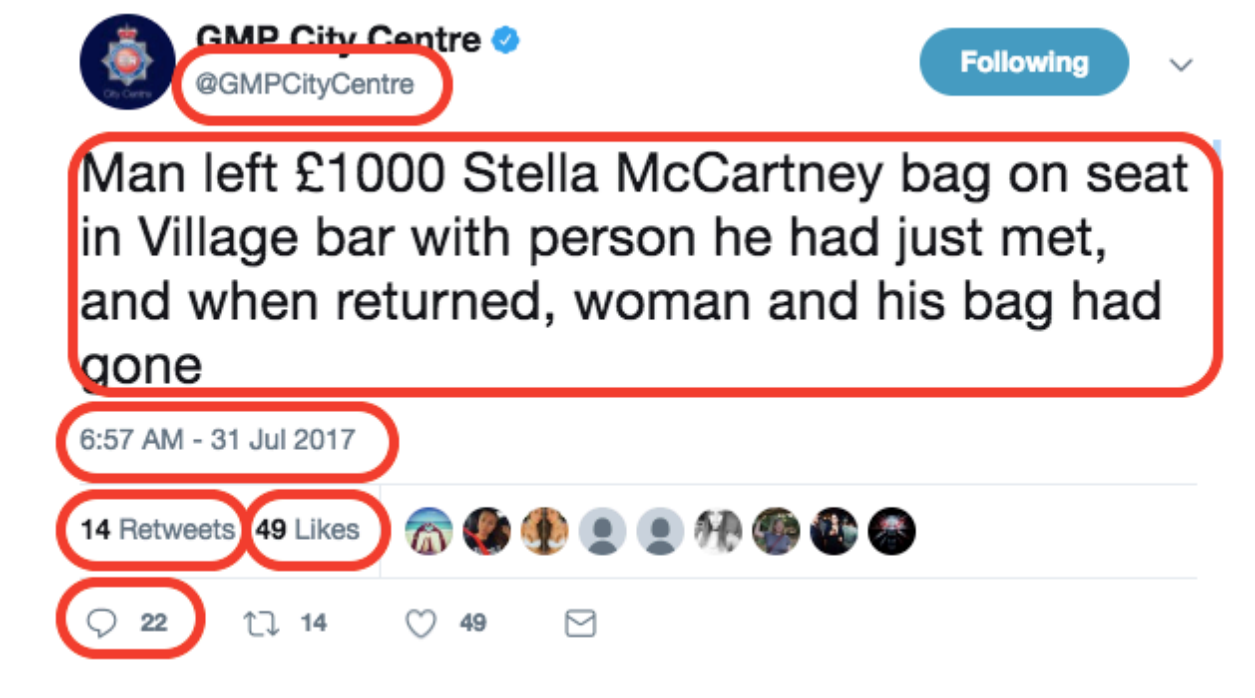 GMP City Centre
@GMPCityCentre
Following
Man left £1000 Stella McCartney bag on seat
in Village bar with person he had just met,
and when returned, woman and his bag had
gone
6:57 AM - 31 Jul 2017
14 Retweets 49 Likes
22 14 49
City Centre